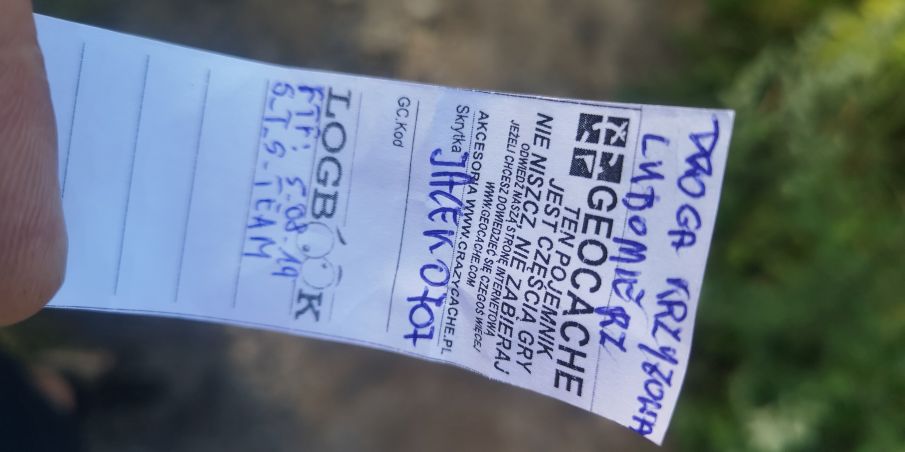 DROGA KRZYŻOWA
LUDOMIERZ
GEOCACHE
TEN POJEMNIK
JEST CZĘŚCIĄ GRY
NIE NISZCZ, NIE ZABIERAJ
ODWIEDŹ NASZĄ STRONĘ INTERNETOWĄ
JEŻELI CHCESZ DOWIEDZIEĆ SIĘ CZEGOŚ WIĘCEJ
WWW.GEOCACHE.COM
AKCESORIA WWW.CRAZYCACHE.PL
Skrytka JACEK 0707
GC.Kod
LOGBOOK
FTF: 5-08.19
G.T.S. TEAM